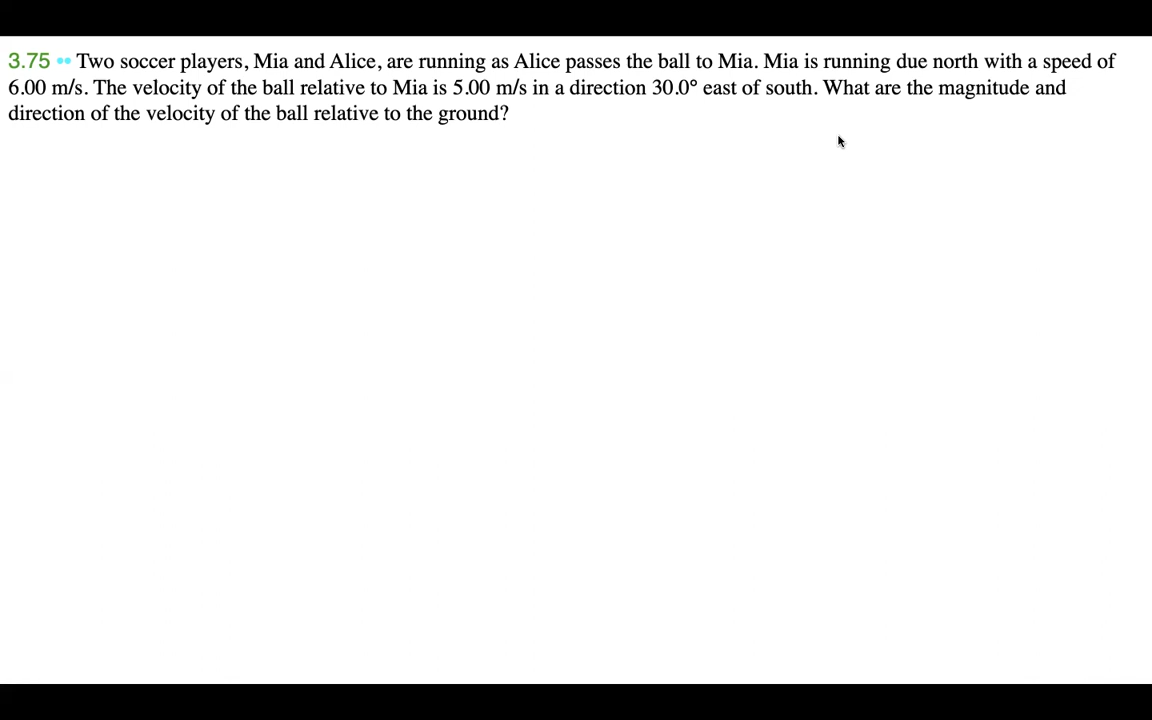 3.75 •• Two soccer players, Mia and Alice, are running as Alice passes the ball to Mia. Mia is running due north with a speed of
6.00 m/s. The velocity of the ball relative to Mia is 5.00 m/s in a direction 30.0° east of south. What are the magnitude and
direction of the velocity of the ball relative to the ground?